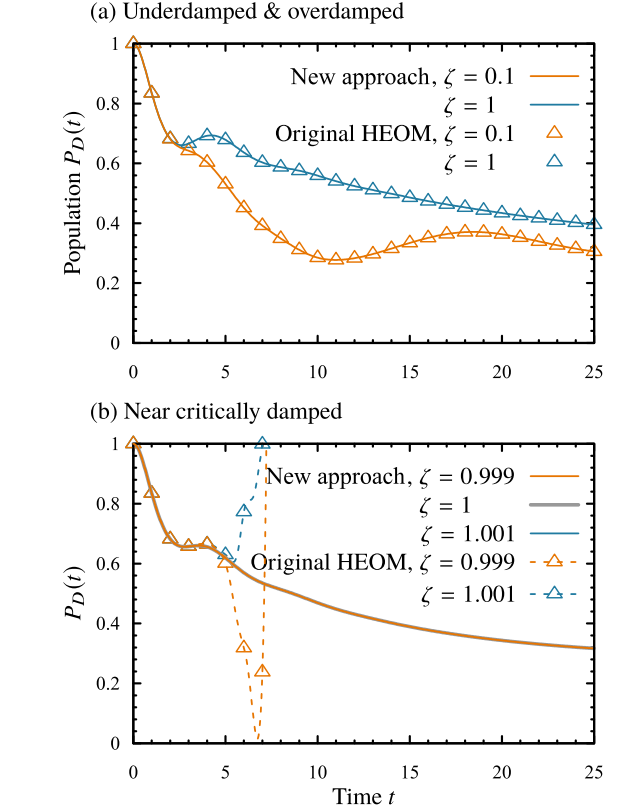 (a) Underdamped & overdamped
Population P_D(t)
1
0.8
0.6
0.4
0.2
0
New approach, ζ = 0.1
ζ = 1
Original HEOM, ζ = 0.1
ζ = 1
0 5 10 15 20 25
(b) Near critically damped
P_D(t)
1
0.8
0.6
0.4
0.2
0
New approach, ζ = 0.999
ζ = 1
ζ = 1.001
Original HEOM, ζ = 0.999
ζ = 1.001
0 5 10 15 20 25
Time t